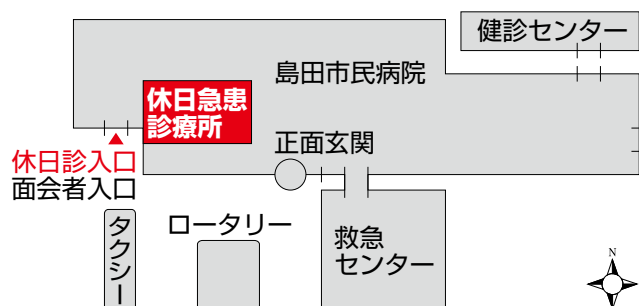 健診センター
島田市民病院
休日急患
診療所
正面玄関
休日診入口
面会者入口
タクシー
ロータリー
救急
センター
N